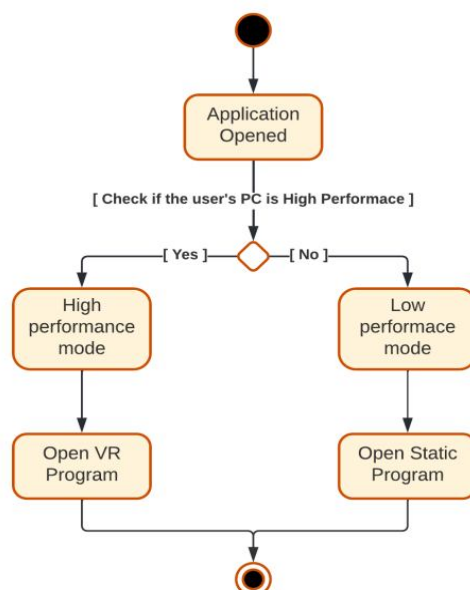 Application
Opened
[ Check if the user's PC is High Performace ]
[ Yes ]
[ No ]
High
performance
mode
Low
performace
mode
Open VR
Program
Open Static
Program